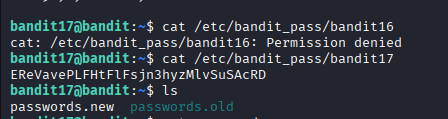 bandit17@bandit:~$ cat /etc/bandit_pass/bandit16
cat: /etc/bandit_pass/bandit16: Permission denied
bandit17@bandit:~$ cat /etc/bandit_pass/bandit17
EReVavePLFHtFlFsjn3hyzMlvSuSAcRD
bandit17@bandit:~$ ls
passwords.new passwords.old